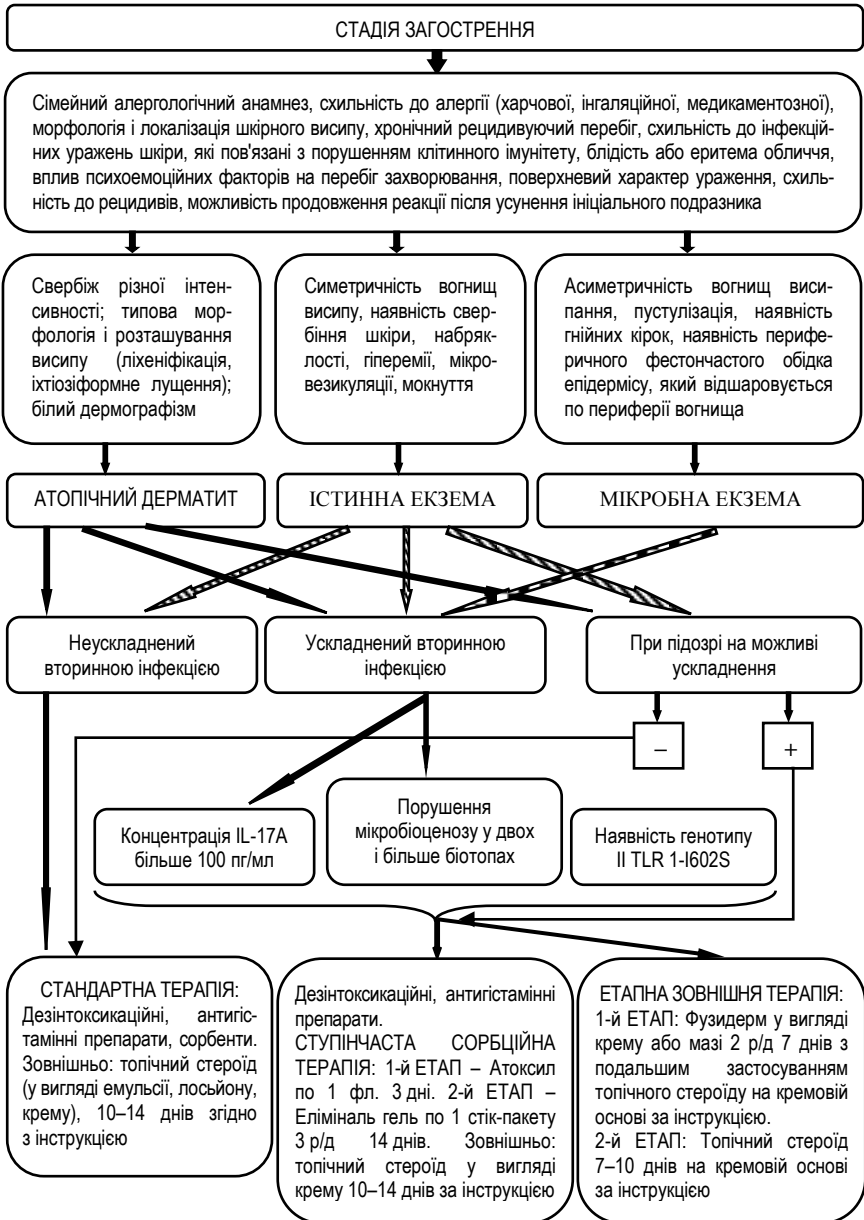 СТАДІЯ ЗАГОСТРЕННЯ
Сімейний алергологічний анамнез, схильність до алергії (харчової, інгаляційної, медикаментозної),
морфологія і локалізація шкірного висипу, хронічний рецидивуючий перебіг, схильність до інфекцій-
них уражень шкіри, які пов'язані з порушенням клітинного імунітету, блідість або еритема обличчя,
вплив психоемоційних факторів на перебіг захворювання, поверхневий характер ураження, схиль-
ність до рецидивів, можливість продовження реакції після усунення ініціального подразника
Свербіж різної інтен-
сивності; типова мор-
фологія і розташування
висипу (ліхеніфікація,
іхтіозіформне лущення);
білий дермографізм
Симетричність вогнищ
висипу, наявність свер-
біння шкіри, набряк-
лості, гіперемії, мікро-
везикуляції, мокнуття
Асиметричність вогнищ виси-
пання, пустулізація, наявність
гнійних кірок, наявність перифе-
ричного фестончастого обідка
епідермісу, який відшаровується
по периферії вогнища
АТОПІЧНИЙ ДЕРМАТИТ
ІСТИННА ЕКЗЕМА
МІКРОБНА ЕКЗЕМА
Неускладнений
вторинною інфекцією
Ускладнений вторинною
інфекцією
При підозрі на можливі
ускладнення
–
+
Концентрація IL-17A
більше 100 пг/мл
Порушення
мікробіоценозу у двох
і більше біотопах
Наявність генотипу
II TLR 1-I602S
СТАНДАРТНА ТЕРАПІЯ:
Дезінтоксикаційні, антигіс-
тамінні препарати, сорбенти.
Зовнішньо: топічний стероїд
(у вигляді емульсії, лосьйону,
крему), 10–14 днів згідно
з інструкцією
Дезінтоксикаційні, антигістамінні
препарати.
СТУПІНЧАСТА СОРБЦІЙНА
ТЕРАПІЯ: 1-й ЕТАП – Атоксил
по 1 фл. 3 дні. 2-й ЕТАП –
Еліміналь гель по 1 стік-пакету
3 р/д 14 днів. Зовнішньо:
топічний стероїд у вигляді
крему 10–14 днів за інструкцією
ЕТАПНА ЗОВНІШНЯ ТЕРАПІЯ:
1-й ЕТАП: Фузидерм у вигляді
крему або мазі 2 р/д 7 днів з
подальшим застосуванням
топічного стероїду на кремовій
основі за інструкцією.
2-й ЕТАП: Топічний стероїд
7–10 днів на кремовій основі
за інструкцією